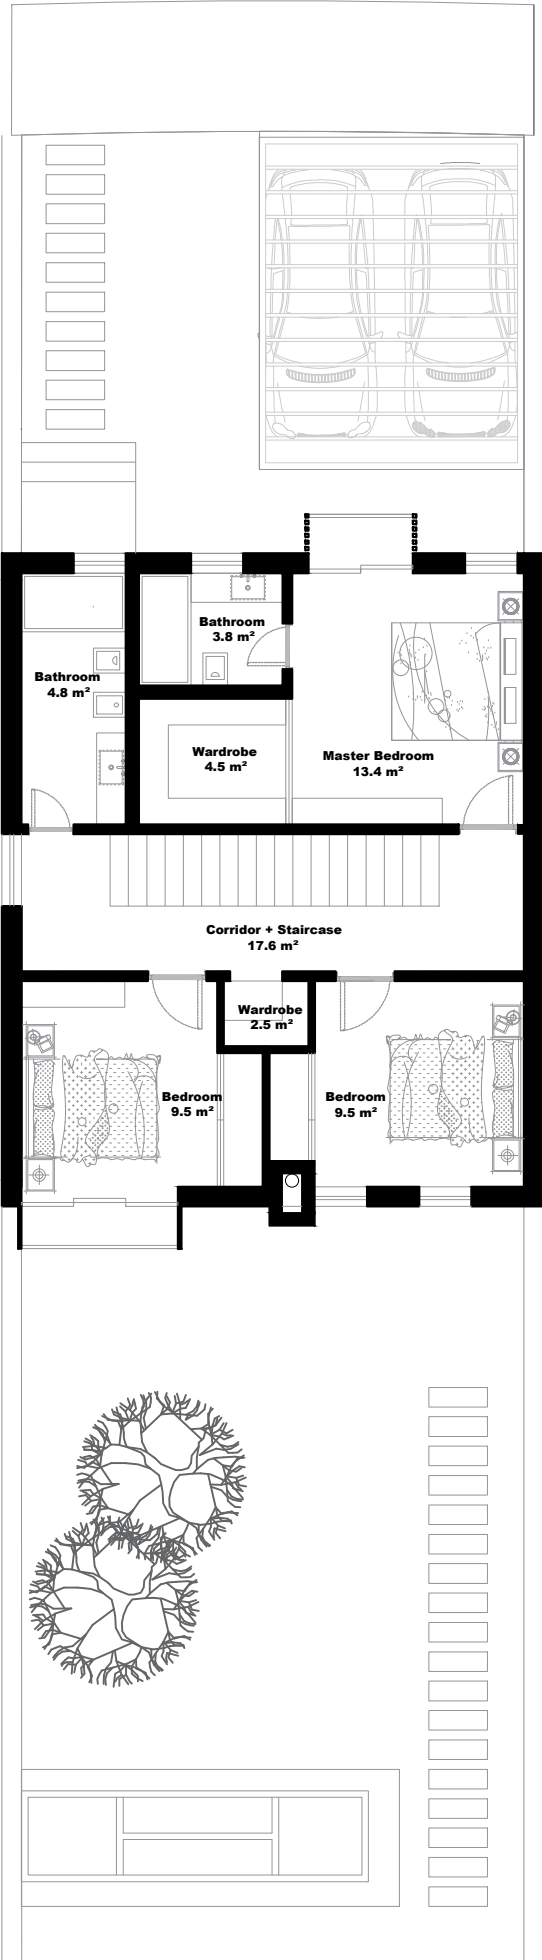 Bathroom
3.8 m²
Bathroom
4.8 m²
Wardrobe
4.5 m²
Master Bedroom
13.4 m²
Corridor + Staircase
17.6 m²
Wardrobe
2.5 m²
Bedroom
9.5 m²
Bedroom
9.5 m²